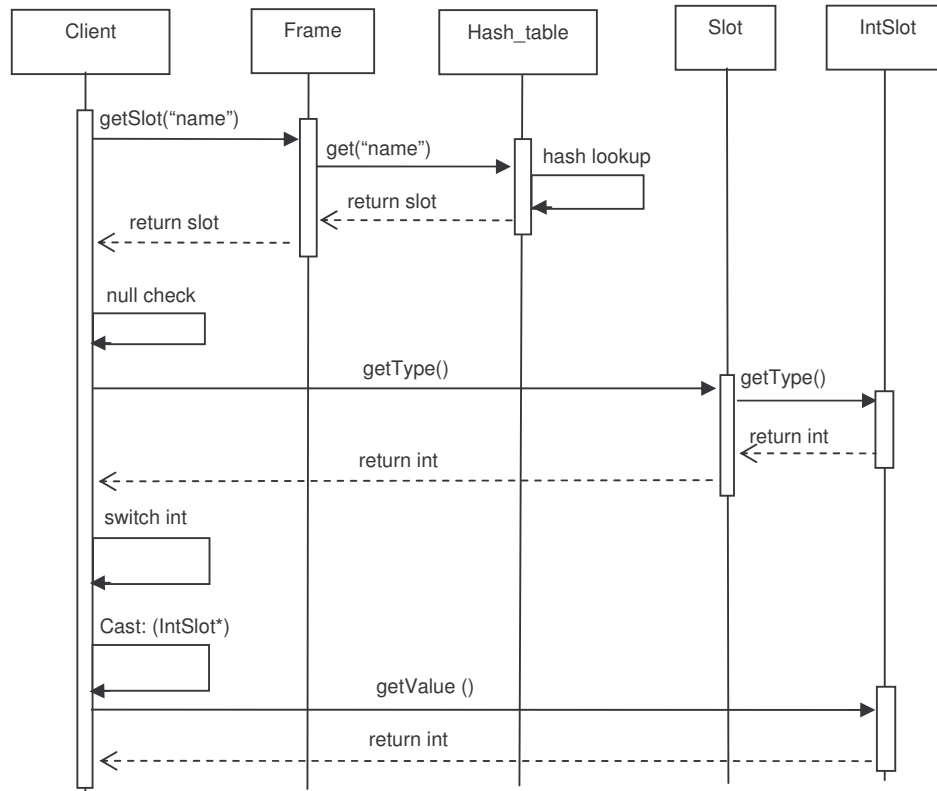 Client
Frame
Hash_table
Slot
IntSlot
getSlot(“name”)
get(“name”)
hash lookup
return slot
return slot
null check
getType()
getType()
return int
return int
switch int
Cast: (IntSlot*)
getValue ()
return int